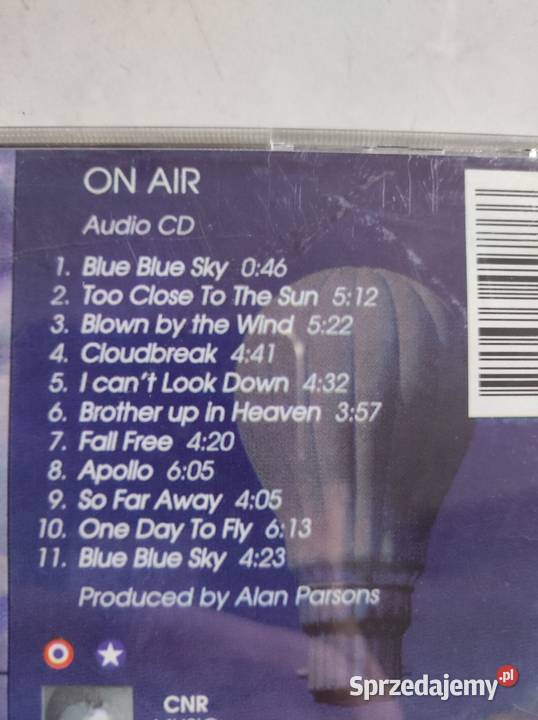 ON AIR
Audio CD
1. Blue Blue Sky 0:46
2. Too Close To The Sun 5:12
3. Blown by the Wind 5:22
4. Cloudbreak 4:41
5. I can't Look Down 4:32
6. Brother up in Heaven 3:57
7. Fall Free 4:20
8. Apollo 6:05
9. So Far Away 4:05
10. One Day To Fly 6:13
11. Blue Blue Sky 4:23
Produced by Alan Parsons
CNR
MUSIC
Sprzedajemy.pl